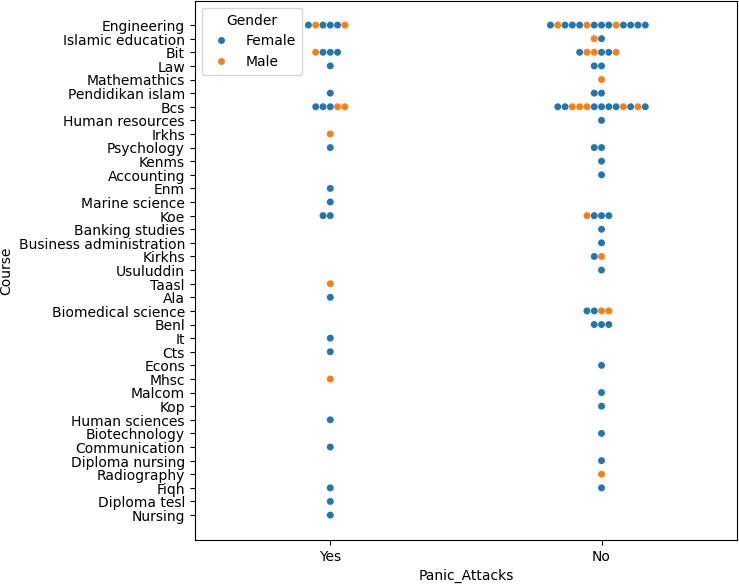 Gender
Female
Male
Engineering
Islamic education
Bit
Law
Mathemathics
Pendidikan islam
Bcs
Human resources
Irkhs
Psychology
Kenms
Accounting
Enm
Marine science
Koe
Banking studies
Business administration
Kirkhs
Usuluddin
Taasl
Ala
Biomedical science
Benl
It
Cts
Econs
Mhsc
Malcom
Kop
Human sciences
Biotechnology
Communication
Diploma nursing
Radiography
Fiqh
Diploma tesl
Nursing
Course
Yes
No
Panic_Attacks